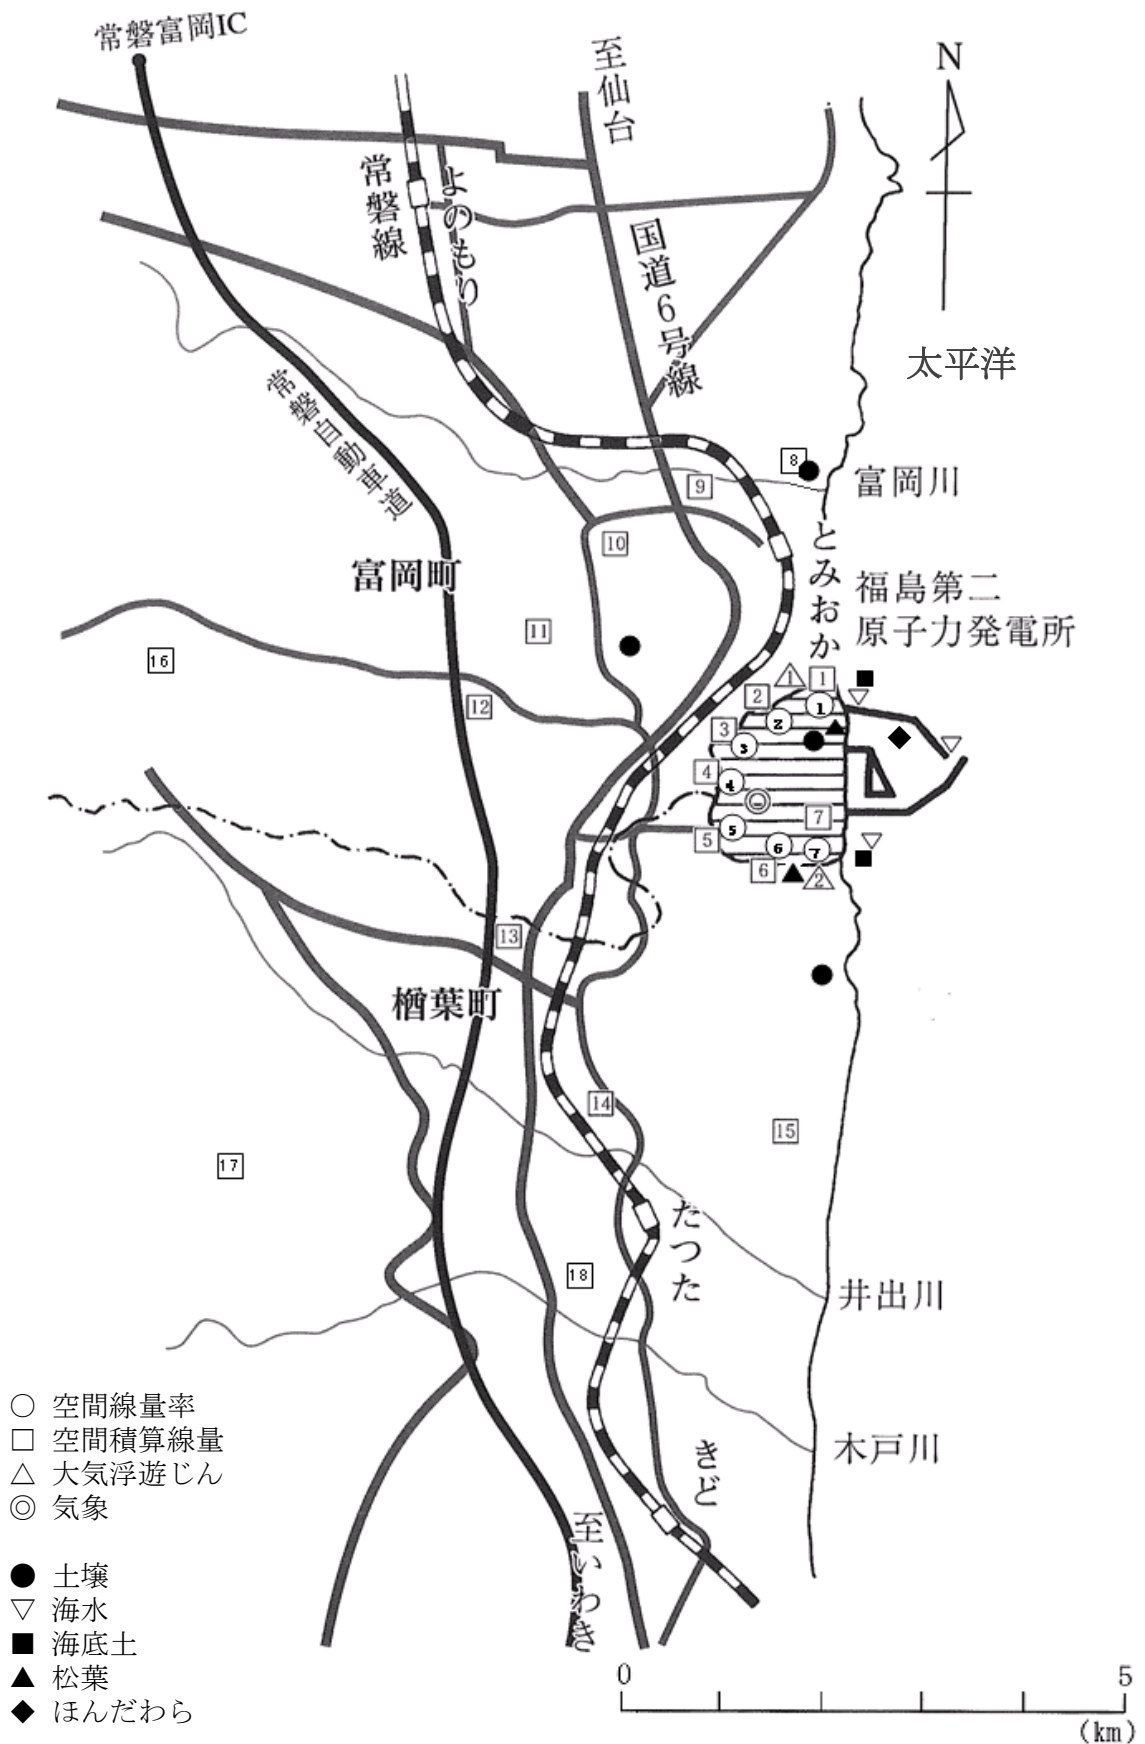 常磐富岡IC
至仙台
N
常磐線
よのもり
国道6号線
太平洋
常磐自動車道
8
富岡川
9
とみおか
10
富岡町
福島第二
原子力発電所
11
16
12
1
1
2
1
2
3
3
4
4
7
5
5
6
7
6
2
13
楢葉町
14
15
17
たつた
18
井出川
○ 空間線量率
□ 空間積算線量
△ 大気浮遊じん
◎ 気象
木戸川
きど
至いわき
● 土壌
▽ 海水
■ 海底土
▲ 松葉
◆ ほんだわら
0 5
(km)